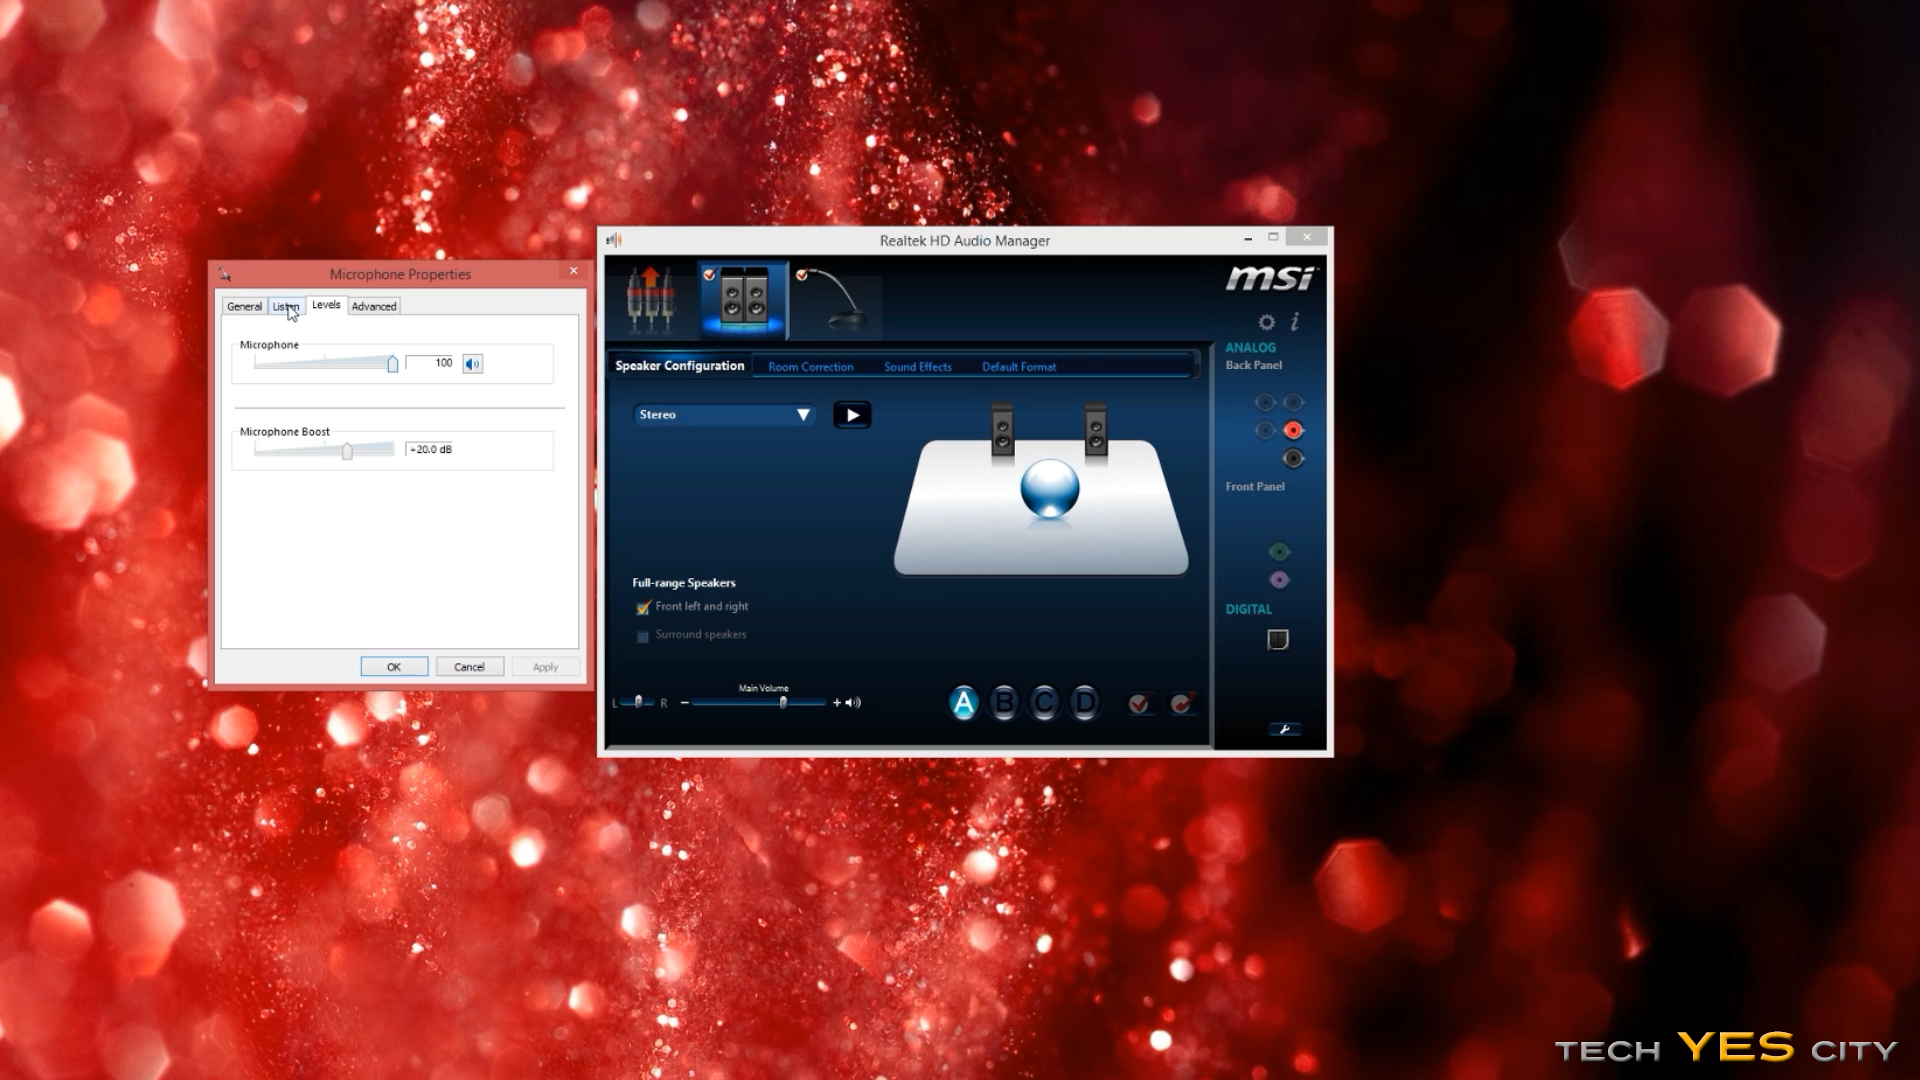 Microphone Properties
General
Listen
Levels
Advanced
Microphone
100
Microphone Boost
+20.0 dB
OK
Cancel
Apply
Realtek HD Audio Manager
msi
ANALOG
Back Panel
Speaker Configuration
Room Correction
Sound Effects
Default Format
Stereo
Front Panel
Full-range Speakers
Front left and right
Surround speakers
DIGITAL
Main Volume
L
R
A
B
C
D
TECH YES CITY